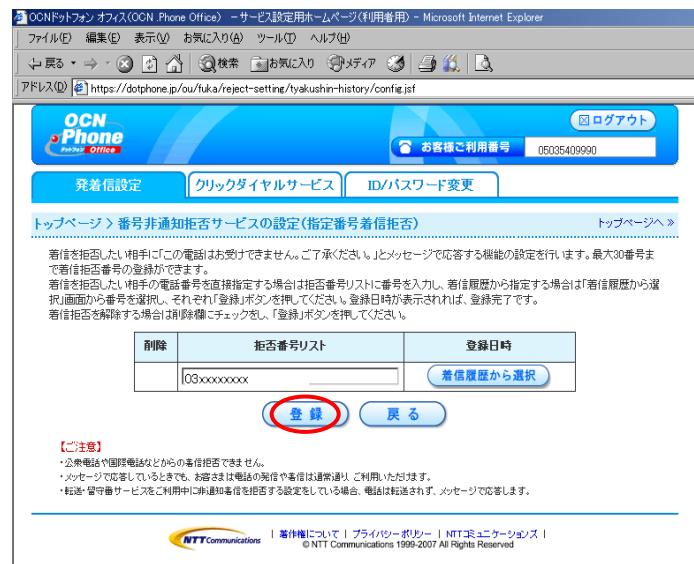 OCNドットフォン オフィス(OCN .Phone Office) －サービス設定用ホームページ(利用者用) - Microsoft Internet Explorer
ファイル(F) 編集(E) 表示(V) お気に入り(A) ツール(T) ヘルプ(H)
戻る 検索 お気に入り メディア
アドレス(D) https://dotphone.jp/ou/fuka/reject-setting/tyakushin-history/config.jsf
OCN
.Phone
ドットフォン Office
ログアウト
お客様ご利用番号 05035409990
発着信設定 クリックダイヤルサービス ID/パスワード変更
トップページ > 番号非通知拒否サービスの設定(指定番号着信拒否) トップページへ »
着信を拒否したい相手に「この電話はお受けできません。ご了承ください。」とメッセージで応答する機能の設定を行います。最大30番号ま
で着信拒否番号の登録ができます。
着信を拒否したい相手の電話番号を直接指定する場合は拒否番号リストに番号を入力し、着信履歴から指定する場合は「着信履歴から選
択」画面から番号を選択し、それぞれ「登録」ボタンを押してください。登録日時が表示されれば、登録完了です。
着信拒否を解除する場合は削除欄にチェックをし、「登録」ボタンを押してください。
削除 拒否番号リスト 登録日時
03xxxxxxxx 着信履歴から選択
登録 戻る
【ご注意】
・公衆電話や国際電話などからの着信拒否できません。
・メッセージで応答しているときでも、お客さまは電話の発信や着信は通常通り ご利用いただけます。
・転送・留守番サービスをご利用中に非通知着信を拒否する設定をしている場合、電話は転送されず、メッセージで応答します。
NTT Communications | 著作権について | プライバシーポリシー | NTTコミュニケーションズ |
© NTT Communications 1999-2007 All Rights Reserved